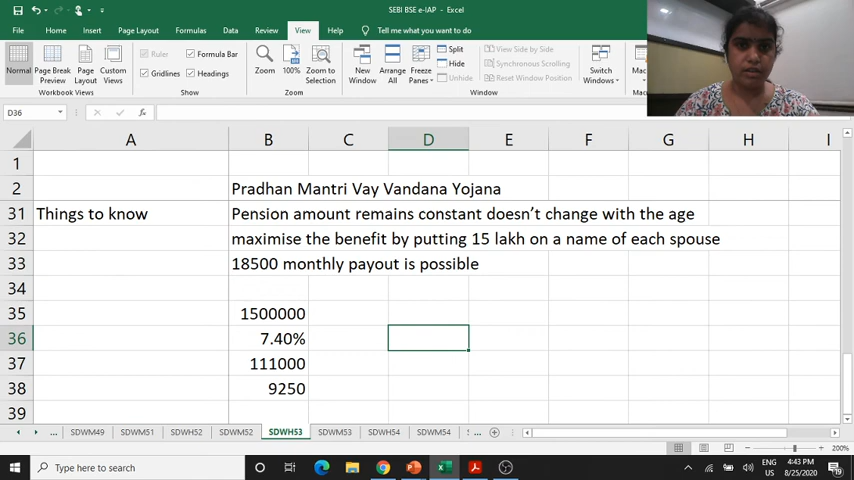 SEBI BSE e-IAP - Excel
File
Home
Insert
Page Layout
Formulas
Data
Review
View
Help
Tell me what you want to do
Normal
Page Break Preview
Page Layout
Custom Views
Workbook Views
Ruler
Formula Bar
Gridlines
Headings
Show
Zoom
100%
Zoom to Selection
Zoom
New Window
Arrange All
Freeze Panes
Split
Hide
Unhide
View Side by Side
Synchronous Scrolling
Reset Window Position
Window
Switch Windows
Mac
Mac
D36
fx
A B C D E F G H I
1
2 Pradhan Mantri Vay Vandana Yojana
31 Things to know Pension amount remains constant doesn't change with the age
32 maximise the benefit by putting 15 lakh on a name of each spouse
33 18500 monthly payout is possible
34
35 1500000
36 7.40%
37 111000
38 9250
39
... SDWM49 SDWM51 SDWH52 SDWM52 SDWH53 SDWM53 SDWH54 SDWM54 ...
200%
Type here to search
ENG US
4:43 PM
8/25/2020
19